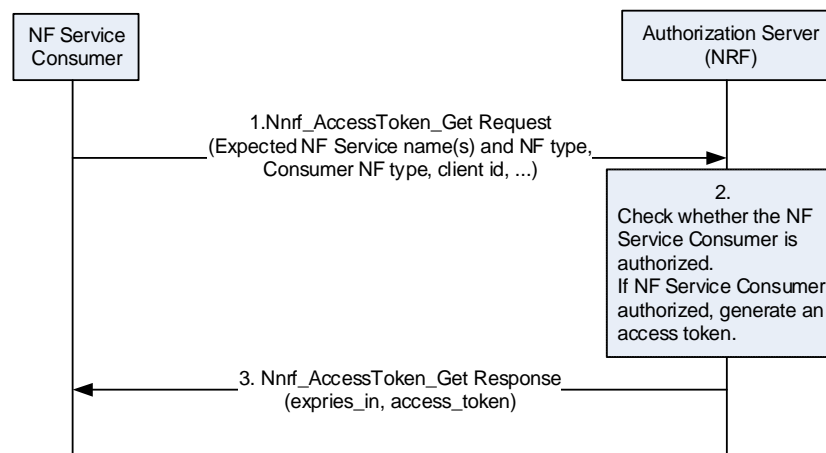 NF Service
Consumer
Authorization Server
(NRF)
1.Nnrf_AccessToken_Get Request
(Expected NF Service name(s) and NF type,
Consumer NF type, client id, ...)
2.
Check whether the NF
Service Consumer is
authorized.
If NF Service Consumer
authorized, generate an
access token.
3. Nnrf_AccessToken_Get Response
(expries_in, access_token)